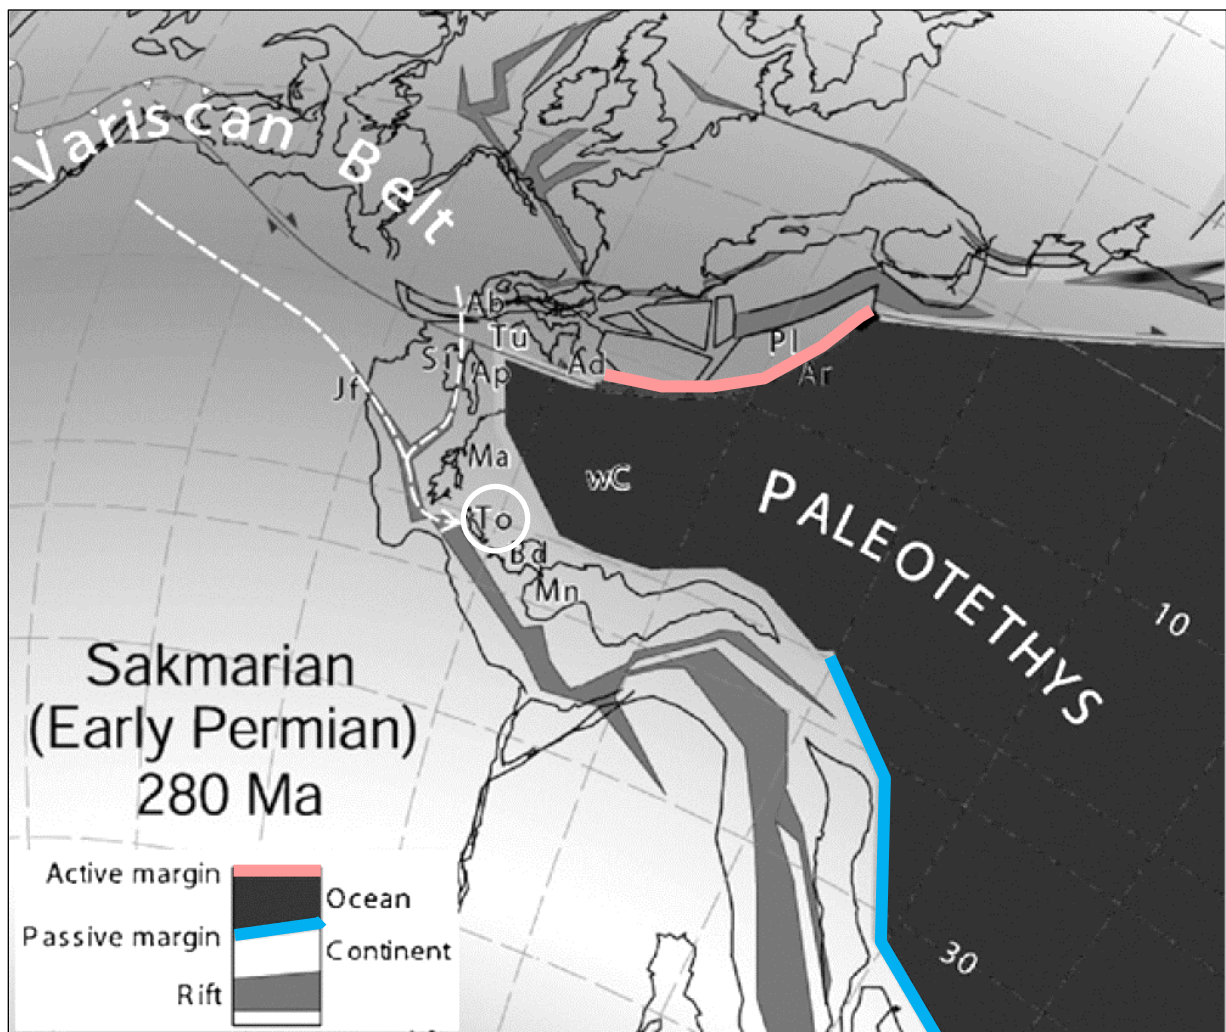 Variscan Belt
Ab
Tu
Pl
S
Ap
Ad
Ar
Jf
Ma
wC
PALEOTETHYS
To
Bd
Mn
10
Sakmarian
(Early Permian)
280 Ma
Active margin
Ocean
Passive margin
Continent
Rift
30